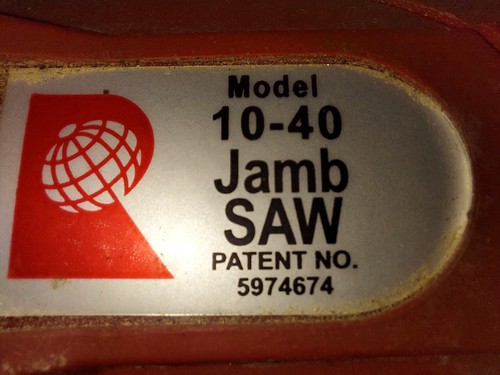 Model
10-40
Jamb
SAW
PATENT NO.
5974674